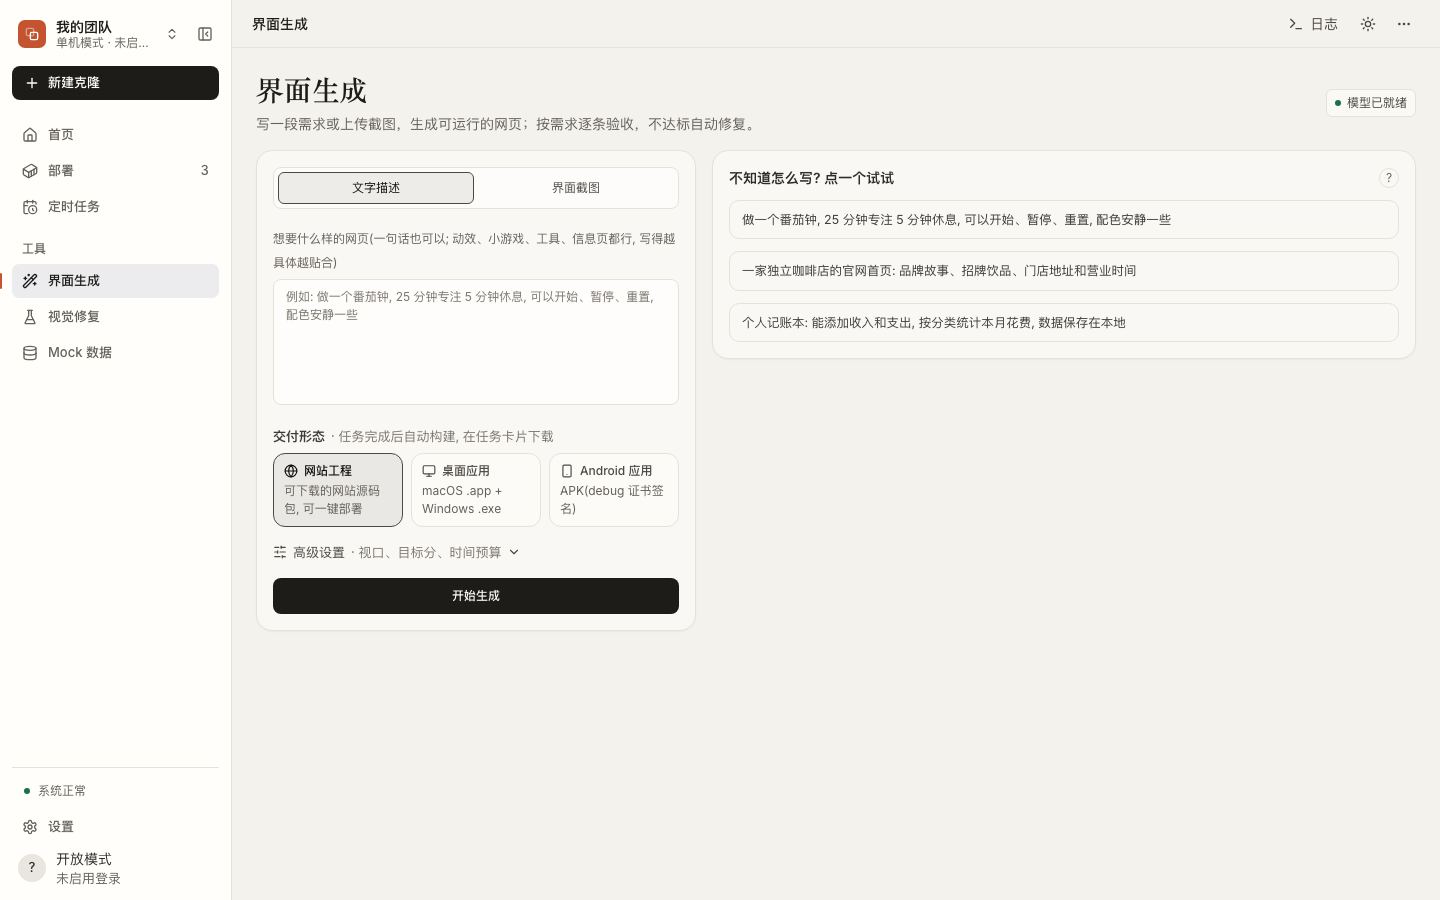 我的团队
单机模式 · 未启...
新建克隆
首页
部署 3
定时任务
工具
界面生成
视觉修复
Mock 数据
系统正常
设置
?
开放模式
未启用登录
界面生成
日志
界面生成
写一段需求或上传截图，生成可运行的网页；按需求逐条验收，不达标自动修复。
模型已就绪
文字描述
界面截图
想要什么样的网页(一句话也可以; 动效、小游戏、工具、信息页都行, 写得越
具体越贴合)
例如: 做一个番茄钟, 25 分钟专注 5 分钟休息, 可以开始、暂停、重置,
配色安静一些
交付形态 · 任务完成后自动构建, 在任务卡片下载
网站工程
可下载的网站源码
包, 可一键部署
桌面应用
macOS .app +
Windows .exe
Android 应用
APK(debug 证书签
名)
高级设置 · 视口、目标分、时间预算
开始生成
不知道怎么写? 点一个试试
?
做一个番茄钟, 25 分钟专注 5 分钟休息, 可以开始、暂停、重置, 配色安静一些
一家独立咖啡店的官网首页: 品牌故事、招牌饮品、门店地址和营业时间
个人记账本: 能添加收入和支出, 按分类统计本月花费, 数据保存在本地